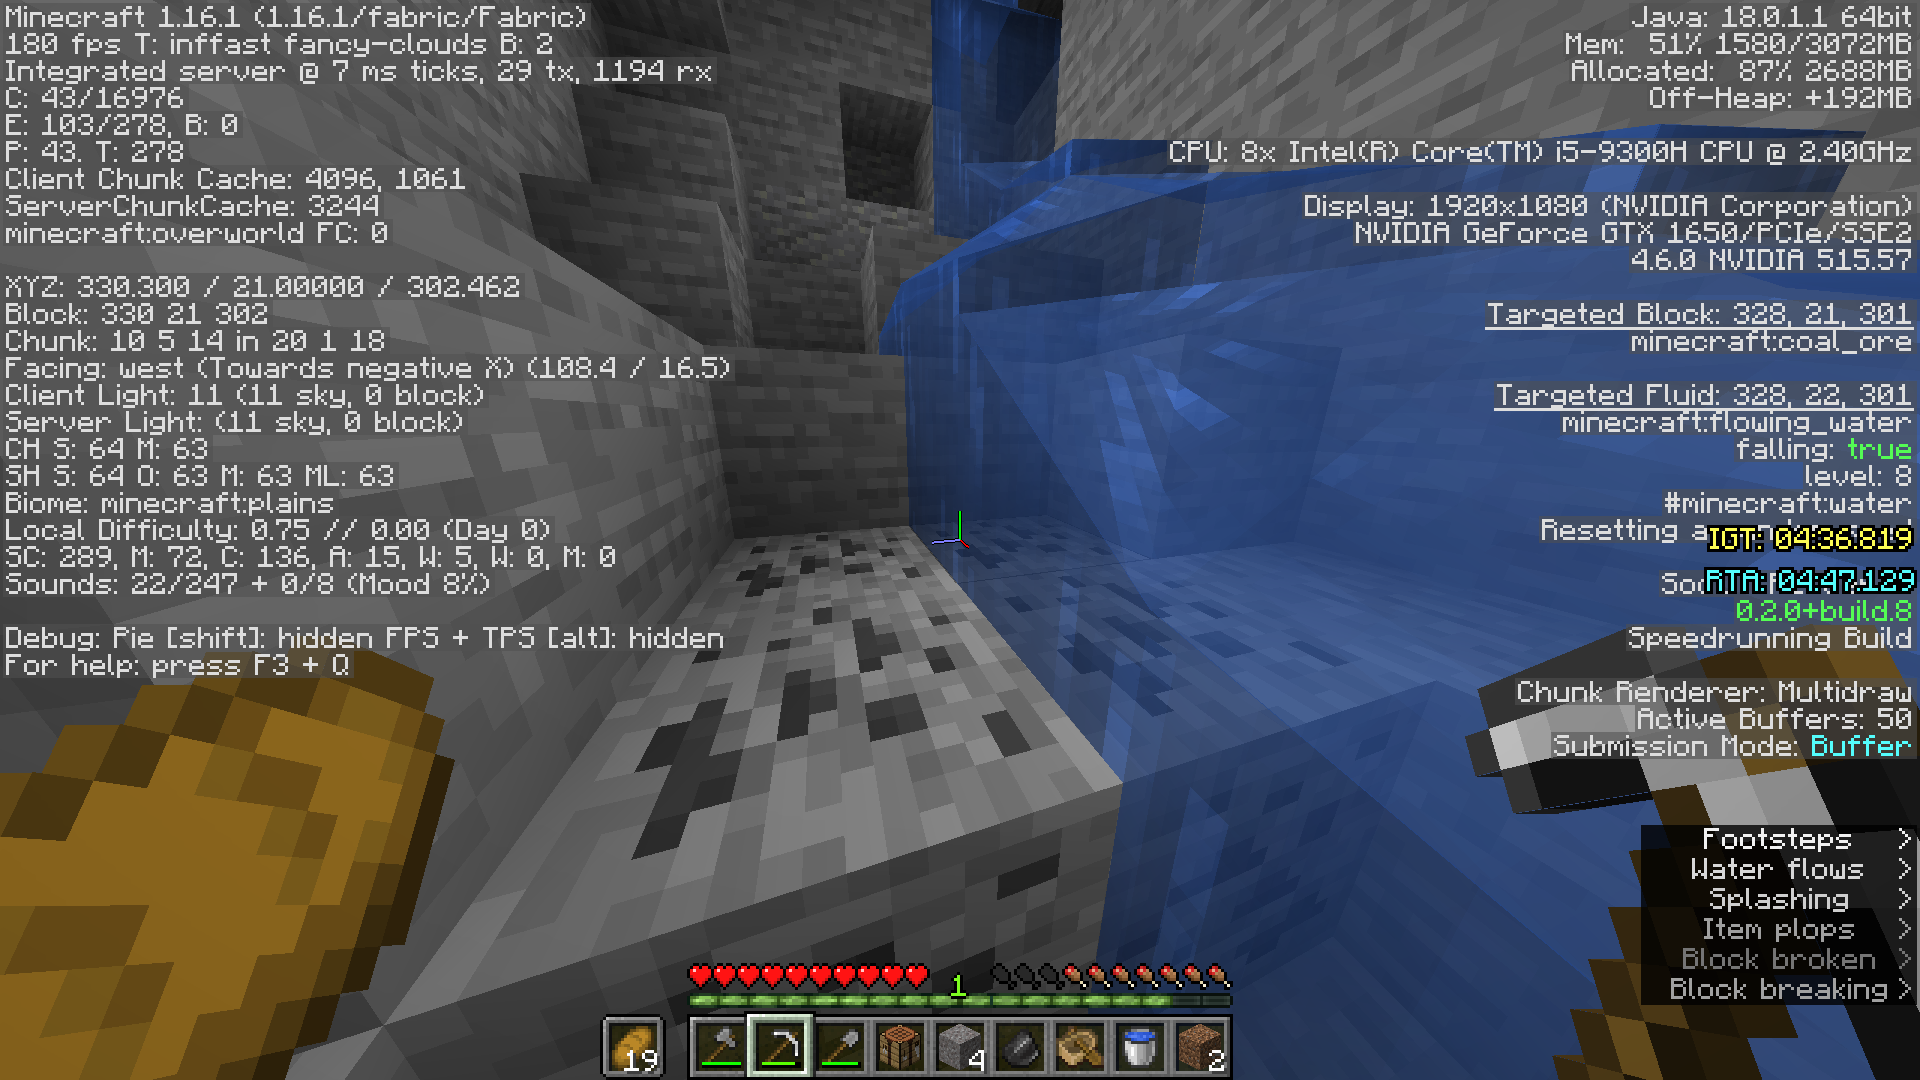 Minecraft 1.16.1 (1.16.1/fabric/Fabric)
180 fps T: inffast fancy-clouds B: 2
Integrated server @ 7 ms ticks, 29 tx, 1194 rx
C: 43/16976
E: 103/278, B: 0
P: 43. T: 278
Client Chunk Cache: 4096, 1061
ServerChunkCache: 3244
minecraft:overworld FC: 0
XYZ: 330.300 / 21.00000 / 302.462
Block: 330 21 302
Chunk: 10 5 14 in 20 1 18
Facing: west (Towards negative X) (108.4 / 16.5)
Client Light: 11 (11 sky, 0 block)
Server Light: (11 sky, 0 block)
CH S: 64 M: 63
SH S: 64 O: 63 M: 63 ML: 63
Biome: minecraft:plains
Local Difficulty: 0.75 // 0.00 (Day 0)
SC: 289, M: 72, C: 136, A: 15, W: 5, W: 0, M: 0
Sounds: 22/247 + 0/8 (Mood 8%)
Debug: Pie [shift]: hidden FPS + TPS [alt]: hidden
For help: press F3 + Q
Java: 18.0.1.1 64bit
Mem: 51% 1580/3072MB
Allocated: 87% 2688MB
Off-Heap: +192MB
CPU: 8x Intel(R) Core(TM) i5-9300H CPU @ 2.40GHz
Display: 1920x1080 (NVIDIA Corporation)
NVIDIA GeForce GTX 1650/PCIe/SSE2
4.6.0 NVIDIA 515.57
Targeted Block: 328, 21, 301
minecraft:coal_ore
Targeted Fluid: 328, 22, 301
minecraft:flowing_water
falling: true
level: 8
#minecraft:water
Resetting
IGT: 04:36.819
RTA: 04:47.129
0.2.0+build.8
Speedrunning Build
Chunk Renderer: Multidraw
Active Buffers: 50
Submission Mode: Buffer
Footsteps >
Water flows >
Splashing >
Item plops >
Block broken >
Block breaking >
1
19
4
2